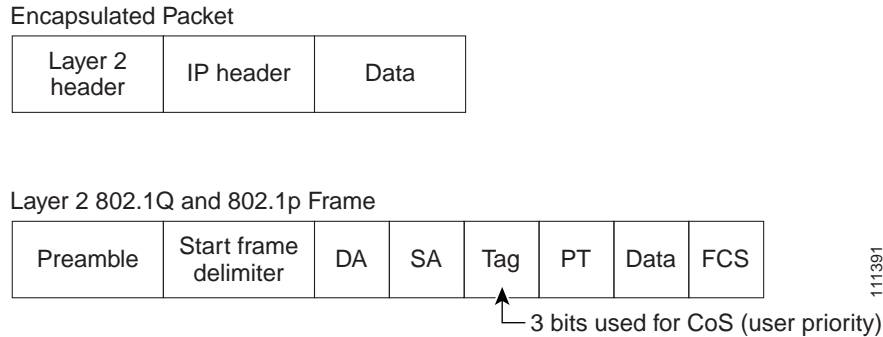 Encapsulated Packet
Layer 2
header
IP header
Data
Layer 2 802.1Q and 802.1p Frame
Preamble
Start frame
delimiter
DA
SA
Tag
PT
Data
FCS
3 bits used for CoS (user priority)
111391